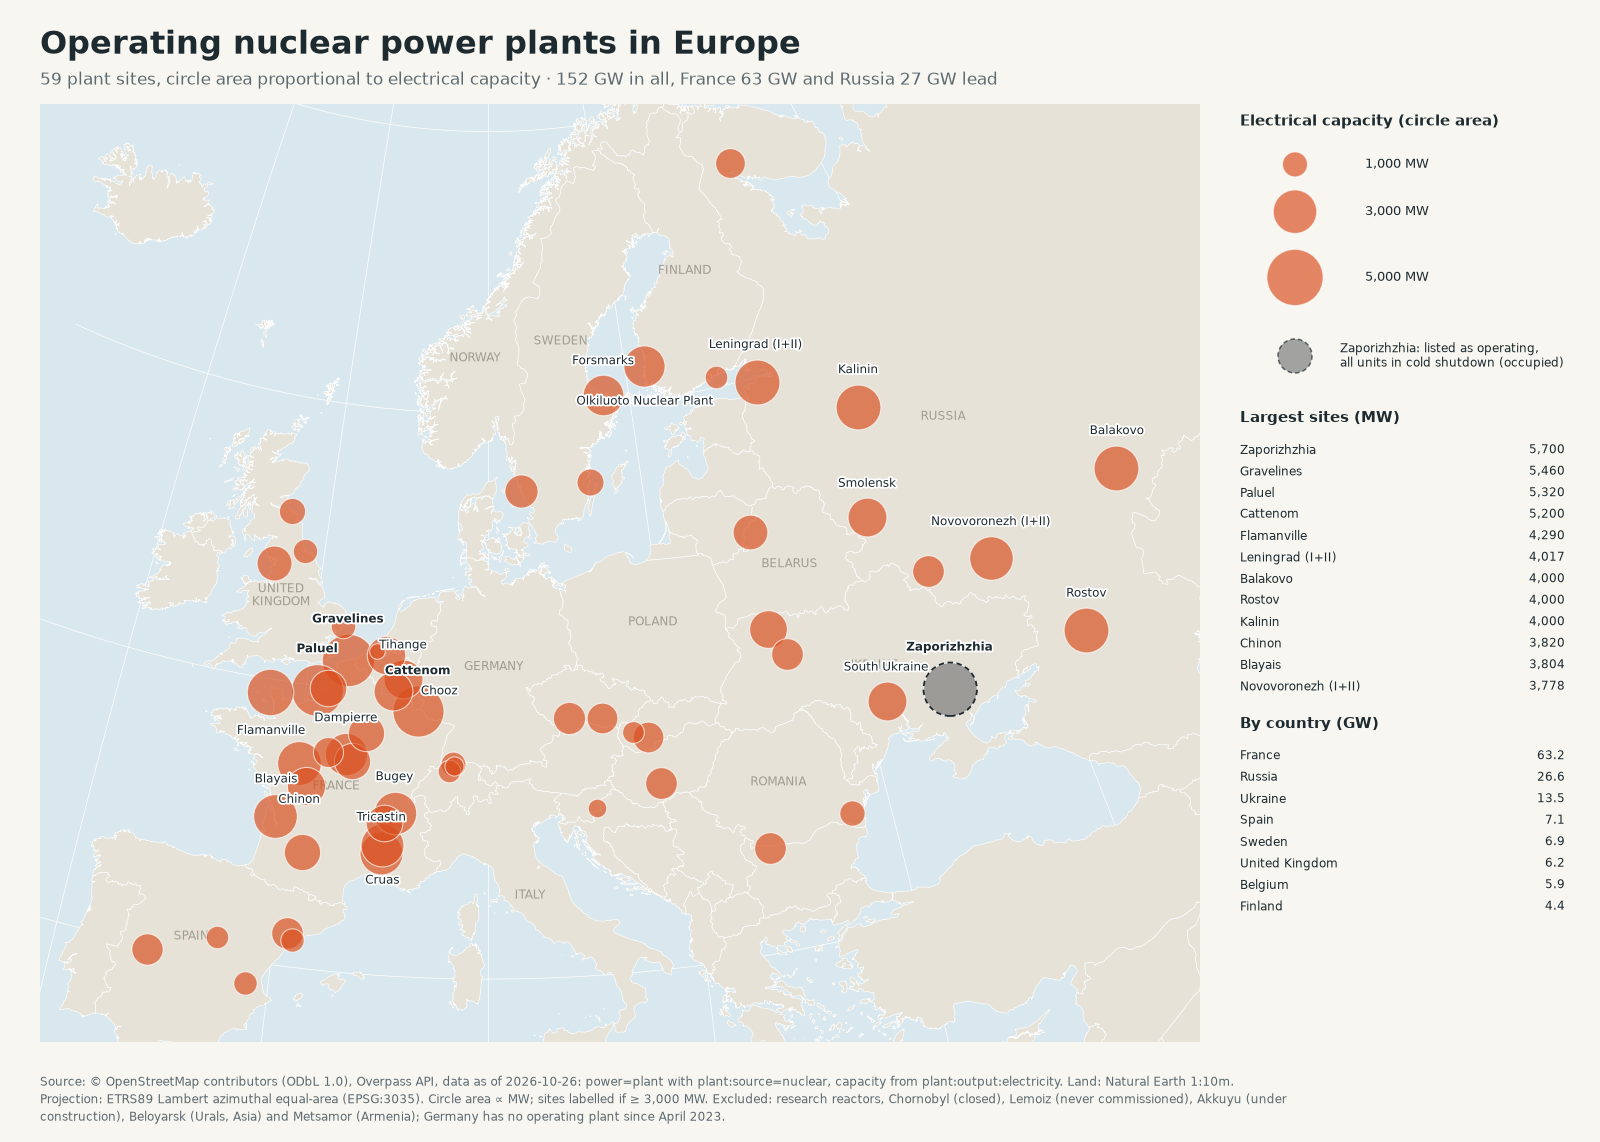 Operating nuclear power plants in Europe
59 plant sites, circle area proportional to electrical capacity · 152 GW in all, France 63 GW and Russia 27 GW lead
FINLAND
SWEDEN
NORWAY
Forsmarks
Leningrad (I+II)
Kalinin
Olkiluoto Nuclear Plant
RUSSIA
Balakovo
Smolensk
Novovoronezh (I+II)
BELARUS
UNITED
KINGDOM
Rostov
Gravelines
POLAND
Paluel
Tihange
Zaporizhzhia
GERMANY
Cattenom
South Ukraine
Chooz
Dampierre
Flamanville
Blayais
Bugey
FRANCE
ROMANIA
Chinon
Tricastin
Cruas
ITALY
SPAIN
Electrical capacity (circle area)
1,000 MW
3,000 MW
5,000 MW
Zaporizhzhia: listed as operating,
all units in cold shutdown (occupied)
Largest sites (MW)
Zaporizhzhia 5,700
Gravelines 5,460
Paluel 5,320
Cattenom 5,200
Flamanville 4,290
Leningrad (I+II) 4,017
Balakovo 4,000
Rostov 4,000
Kalinin 4,000
Chinon 3,820
Blayais 3,804
Novovoronezh (I+II) 3,778
By country (GW)
France 63.2
Russia 26.6
Ukraine 13.5
Spain 7.1
Sweden 6.9
United Kingdom 6.2
Belgium 5.9
Finland 4.4
Source: © OpenStreetMap contributors (ODbL 1.0), Overpass API, data as of 2026-10-26: power=plant with plant:source=nuclear, capacity from plant:output:electricity. Land: Natural Earth 1:10m.
Projection: ETRS89 Lambert azimuthal equal-area (EPSG:3035). Circle area ∝ MW; sites labelled if ≥ 3,000 MW. Excluded: research reactors, Chornobyl (closed), Lemoiz (never commissioned), Akkuyu (under
construction), Beloyarsk (Urals, Asia) and Metsamor (Armenia); Germany has no operating plant since April 2023.